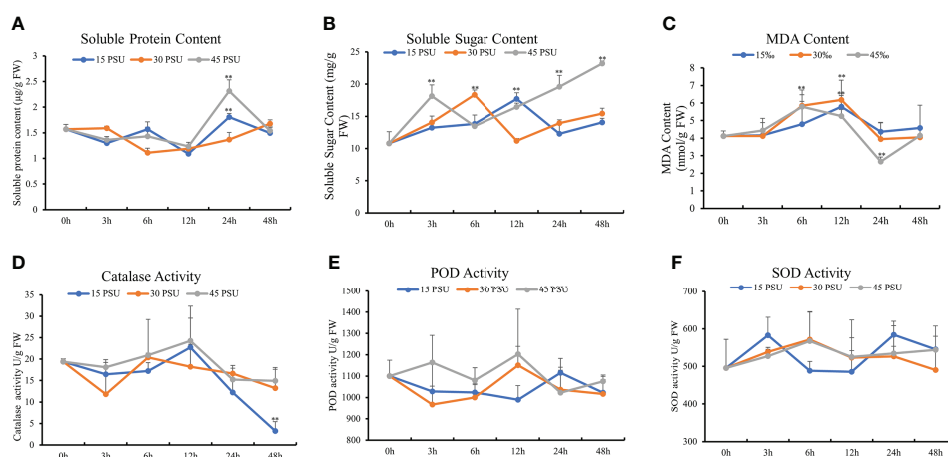 A
Soluble Protein Content
15 PSU 30 PSU 45 PSU
Soluble protein content (µg/g FW)
3
2.5
2
1.5
1
0.5
0
**
**
0h 3h 6h 12h 24h 48h
B
Soluble Sugar Content
15 PSU 30 PSU 45 PSU
Soluble Sugar Content (mg/g
FW)
25
20
15
10
5
0
** ** ** ** **
0h 3h 6h 12h 24h 48h
C
MDA Content
15‰ 30‰ 45‰
MDA Content
(nmol/g FW)
9
8
7
6
5
4
3
2
1
0
** ** ** **
0h 3h 6h 12h 24h 48h
D
Catalase Activity
15 PSU 30 PSU 45 PSU
Catalase activity U/g FW
35
30
25
20
15
10
5
0
**
0h 3h 6h 12h 24h 48h
E
POD Activity
15 PSU 30 PSU 45 PSU
POD activity U/g FW
1500
1400
1300
1200
1100
1000
900
800
0h 3h 6h 12h 24h 48h
F
SOD Activity
15 PSU 30 PSU 45 PSU
SOD activity U/g FW
700
600
500
400
300
0h 3h 6h 12h 24h 48h